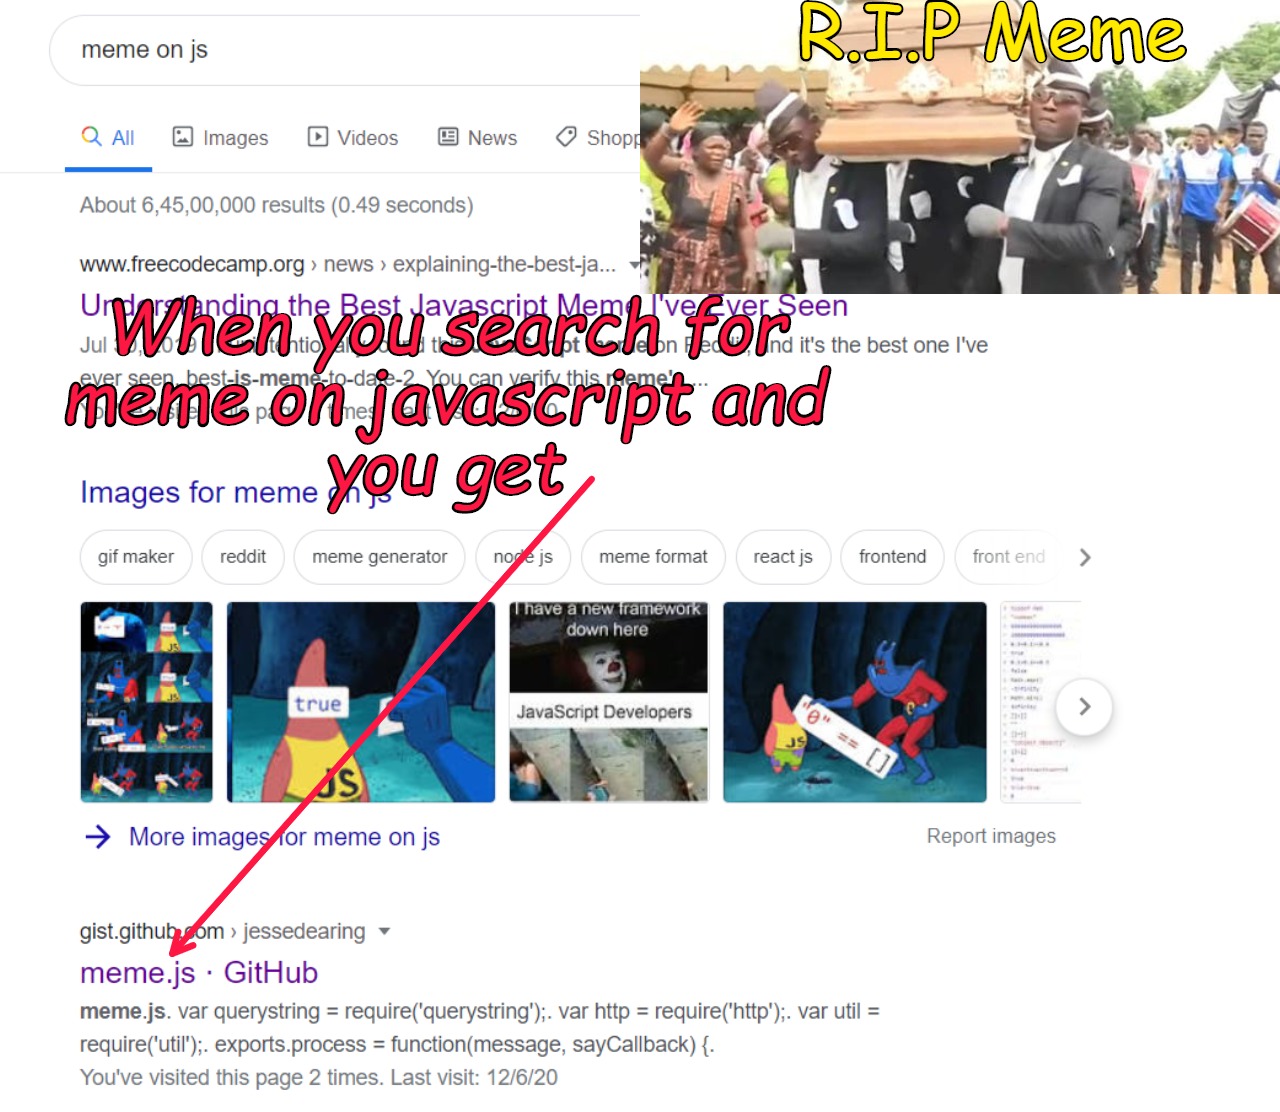 meme on js
R.I.P Meme
All
Images
Videos
News
Shopp
About 6,45,00,000 results (0.49 seconds)
www.freecodecamp.org › news › explaining-the-best-ja...
Understanding the Best Javascript Meme I've Ever Seen
When you search for
meme on javascript and
you get
on Reddit, and it's the best one I've
ever seen. best-js-meme-to-date-2. You can verify this meme'...
Images for meme on js
gif maker
reddit
meme generator
node js
meme format
react js
frontend
front end
true
JS
I have a new framework
down here
JavaScript Developers
"0" == []
JS
More images for meme on js
Report images
gist.github.com › jessedearing
meme.js · GitHub
meme.js. var querystring = require('querystring');. var http = require('http');. var util =
require('util');. exports.process = function(message, sayCallback) {.
You've visited this page 2 times. Last visit: 12/6/20